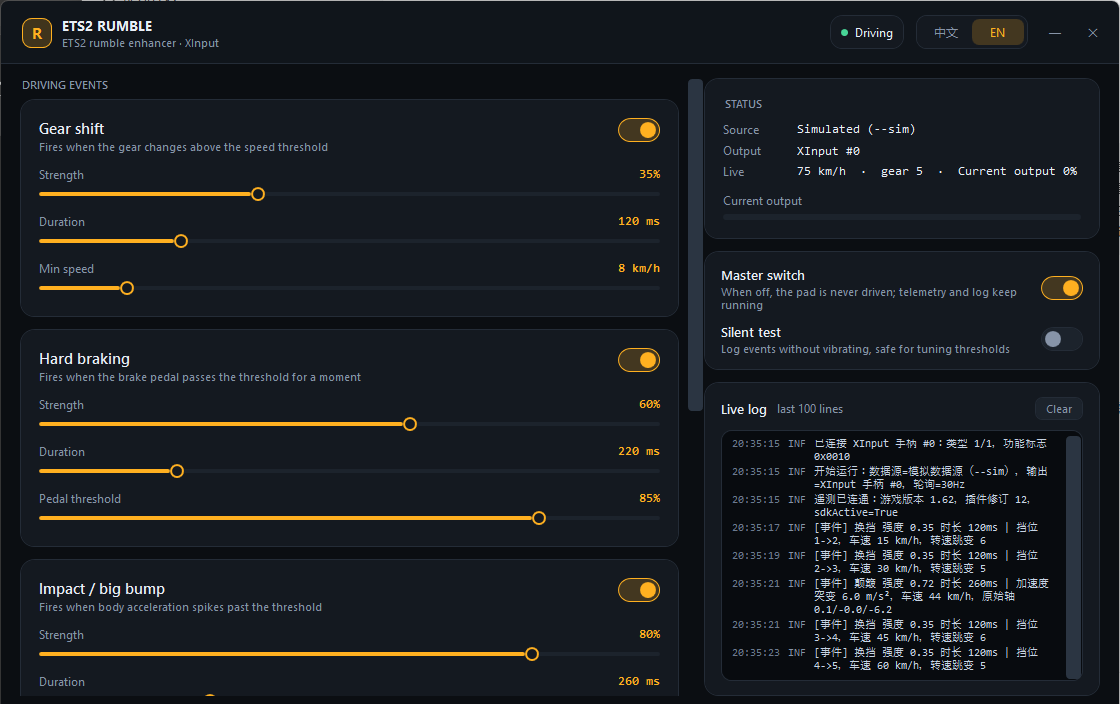 R
ETS2 RUMBLE
ETS2 rumble enhancer · XInput
Driving
中文
EN
DRIVING EVENTS
Gear shift
Fires when the gear changes above the speed threshold
Strength 35%
Duration 120 ms
Min speed 8 km/h
Hard braking
Fires when the brake pedal passes the threshold for a moment
Strength 60%
Duration 220 ms
Pedal threshold 85%
Impact / big bump
Fires when body acceleration spikes past the threshold
Strength 80%
Duration 260 ms
STATUS
Source Simulated (--sim)
Output XInput #0
Live 75 km/h · gear 5 · Current output 0%
Current output
Master switch
When off, the pad is never driven; telemetry and log keep
running
Silent test
Log events without vibrating, safe for tuning thresholds
Live log last 100 lines
Clear
20:35:15 INF 已连接 XInput 手柄 #0：类型 1/1，功能标志
0x0010
20:35:15 INF 开始运行：数据源=模拟数据源（--sim），输出
=XInput 手柄 #0，轮询=30Hz
20:35:15 INF 遥测已连通：游戏版本 1.62，插件修订 12，
sdkActive=True
20:35:17 INF [事件] 换挡 强度 0.35 时长 120ms | 挡位
1->2，车速 15 km/h，转速跳变 6
20:35:19 INF [事件] 换挡 强度 0.35 时长 120ms | 挡位
2->3，车速 30 km/h，转速跳变 5
20:35:21 INF [事件] 颠簸 强度 0.72 时长 260ms | 加速度
突变 6.0 m/s²，车速 44 km/h，原始轴
0.1/-0.0/-6.2
20:35:21 INF [事件] 换挡 强度 0.35 时长 120ms | 挡位
3->4，车速 45 km/h，转速跳变 6
20:35:23 INF [事件] 换挡 强度 0.35 时长 120ms | 挡位
4->5，车速 60 km/h，转速跳变 5